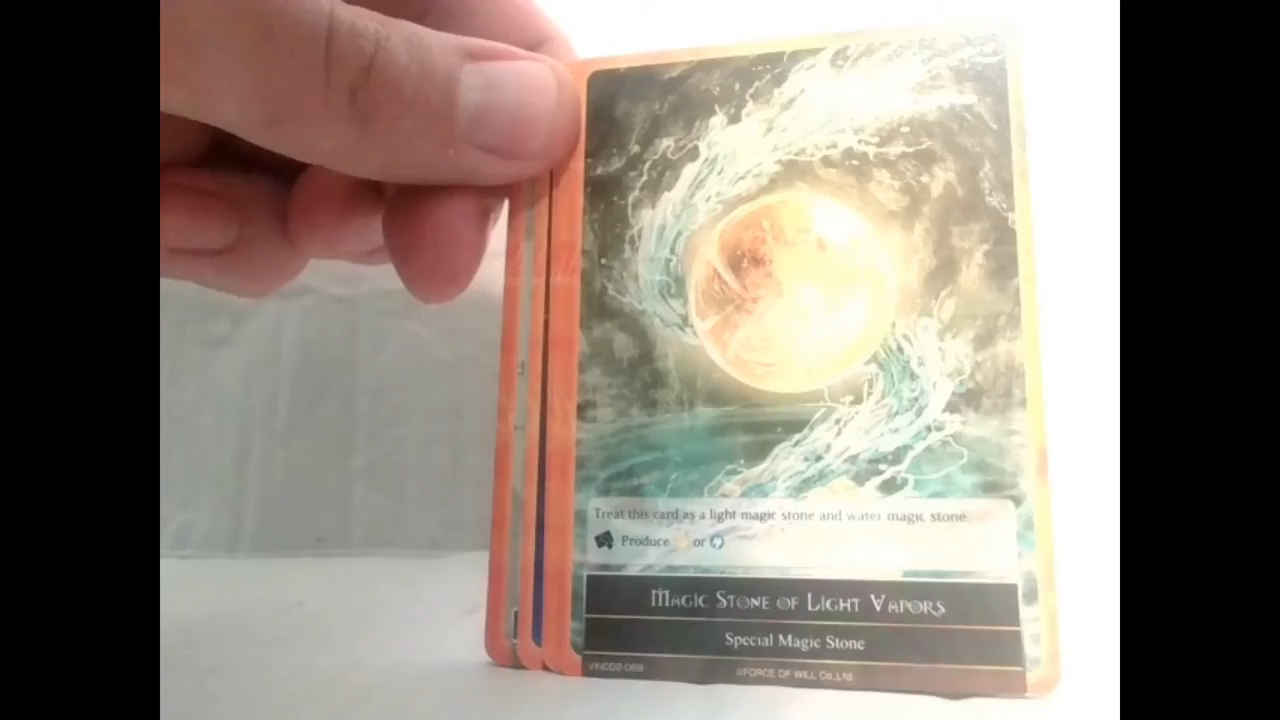 Treat this card as a light magic stone and water magic stone.
Produce or
Magic Stone of Light Vapors
Special Magic Stone
VIN002-089
©FORCE OF WILL Co.,Ltd.